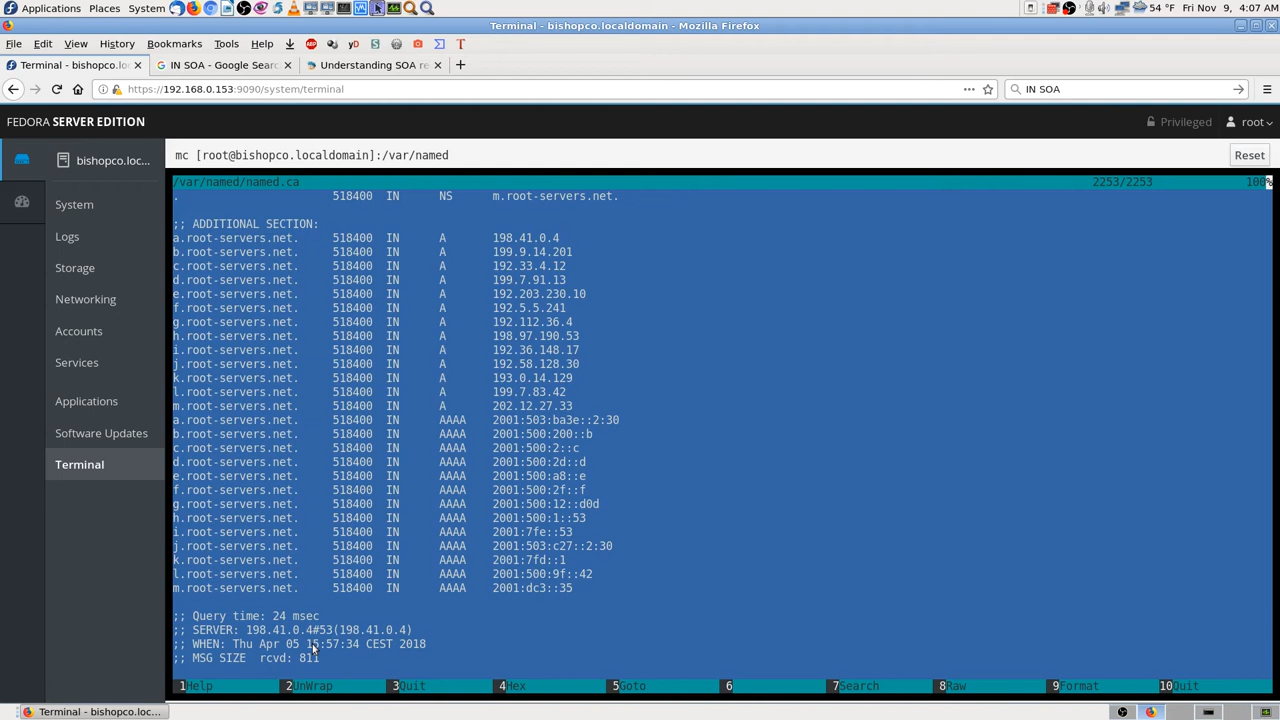 Applications Places System 54 °F Fri Nov 9, 4:07 AM
Terminal - bishopco.localdomain - Mozilla Firefox
File Edit View History Bookmarks Tools Help
Terminal - bishopco.lo IN SOA - Google Searc Understanding SOA re
https://192.168.0.153:9090/system/terminal IN SOA
FEDORA SERVER EDITION Privileged root
bishopco.loc... mc [root@bishopco.localdomain]:/var/named Reset
System
Logs
Storage
Networking
Accounts
Services
Applications
Software Updates
Terminal
/var/named/named.ca 2253/2253 100%
. 518400 IN NS m.root-servers.net.
;; ADDITIONAL SECTION:
a.root-servers.net. 518400 IN A 198.41.0.4
b.root-servers.net. 518400 IN A 199.9.14.201
c.root-servers.net. 518400 IN A 192.33.4.12
d.root-servers.net. 518400 IN A 199.7.91.13
e.root-servers.net. 518400 IN A 192.203.230.10
f.root-servers.net. 518400 IN A 192.5.5.241
g.root-servers.net. 518400 IN A 192.112.36.4
h.root-servers.net. 518400 IN A 198.97.190.53
i.root-servers.net. 518400 IN A 192.36.148.17
j.root-servers.net. 518400 IN A 192.58.128.30
k.root-servers.net. 518400 IN A 193.0.14.129
l.root-servers.net. 518400 IN A 199.7.83.42
m.root-servers.net. 518400 IN A 202.12.27.33
a.root-servers.net. 518400 IN AAAA 2001:503:ba3e::2:30
b.root-servers.net. 518400 IN AAAA 2001:500:200::b
c.root-servers.net. 518400 IN AAAA 2001:500:2::c
d.root-servers.net. 518400 IN AAAA 2001:500:2d::d
e.root-servers.net. 518400 IN AAAA 2001:500:a8::e
f.root-servers.net. 518400 IN AAAA 2001:500:2f::f
g.root-servers.net. 518400 IN AAAA 2001:500:12::d0d
h.root-servers.net. 518400 IN AAAA 2001:500:1::53
i.root-servers.net. 518400 IN AAAA 2001:7fe::53
j.root-servers.net. 518400 IN AAAA 2001:503:c27::2:30
k.root-servers.net. 518400 IN AAAA 2001:7fd::1
l.root-servers.net. 518400 IN AAAA 2001:500:9f::42
m.root-servers.net. 518400 IN AAAA 2001:dc3::35
;; Query time: 24 msec
;; SERVER: 198.41.0.4#53(198.41.0.4)
;; WHEN: Thu Apr 05 15:57:34 CEST 2018
;; MSG SIZE rcvd: 811
1Help 2UnWrap 3Quit 4Hex 5Goto 6 7Search 8Raw 9Format 10Quit
Terminal - bishopco.loc...